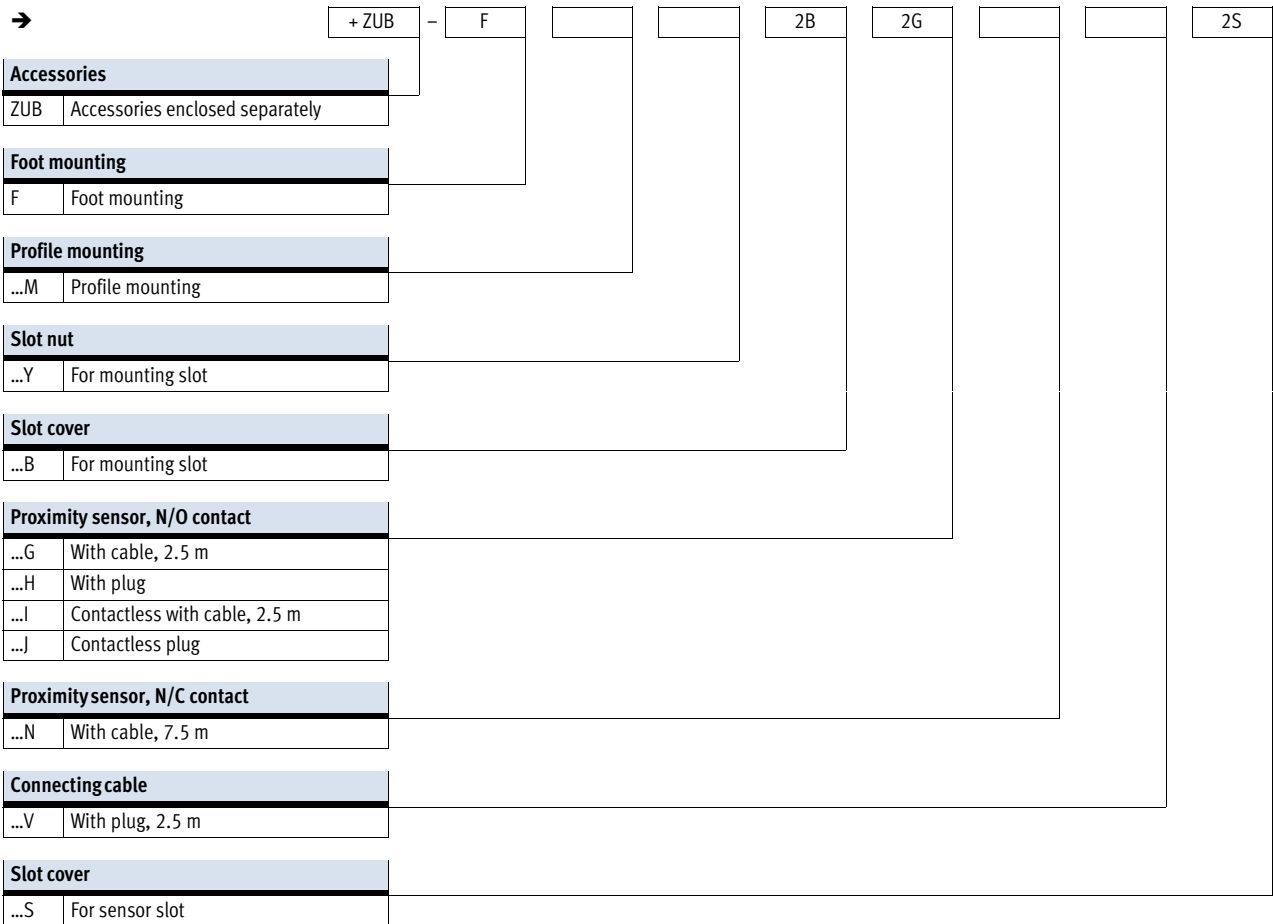 ➔ + ZUB – F 2B 2G 2S
Accessories
ZUB Accessories enclosed separately
Foot mounting
F Foot mounting
Profile mounting
...M Profile mounting
Slot nut
...Y For mounting slot
Slot cover
...B For mounting slot
Proximity sensor, N/O contact
...G With cable, 2.5 m
...H With plug
...I Contactless with cable, 2.5 m
...J Contactless plug
Proximity sensor, N/C contact
...N With cable, 7.5 m
Connecting cable
...V With plug, 2.5 m
Slot cover
...S For sensor slot